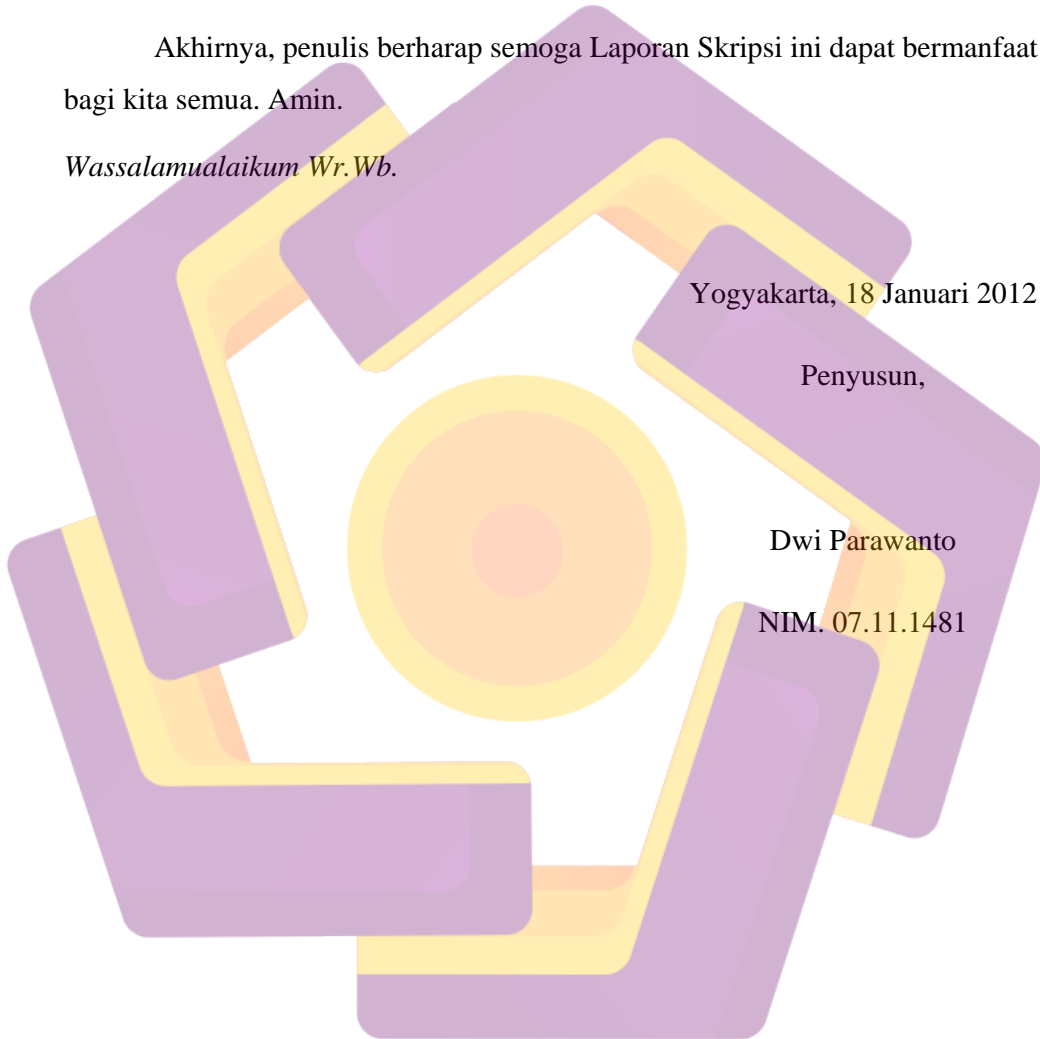 Akhirnya, penulis berharap semoga Laporan Skripsi ini dapat bermanfaat
bagi kita semua. Amin.
Wassalamualaikum Wr.Wb.
Yogyakarta, 18 Januari 2012
Penyusun,
Dwi Parawanto
NIM. 07.11.1481